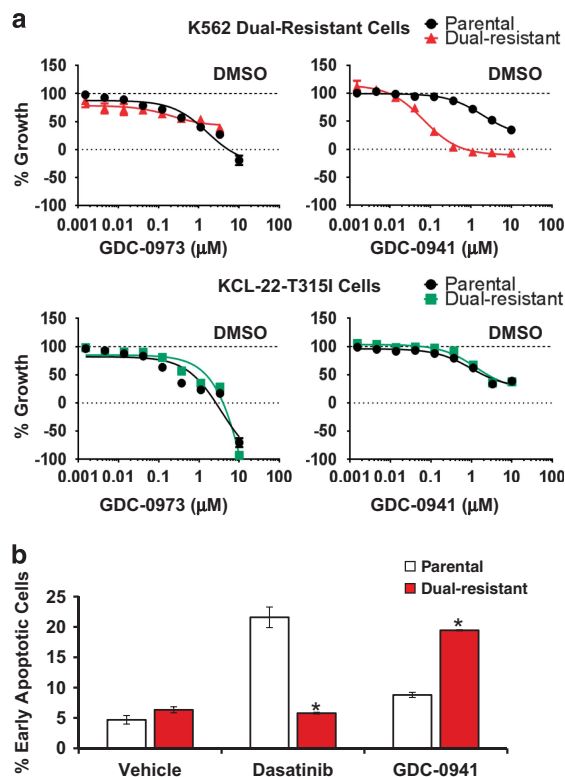 a
K562 Dual-Resistant Cells
Parental
Dual-resistant
DMSO
DMSO
% Growth
100
50
0
-50
-100
0.001 0.01 0.1 1 10 100
GDC-0973 (µM)
% Growth
150
100
50
0
-50
-100
0.001 0.01 0.1 1 10 100
GDC-0941 (µM)
KCL-22-T315I Cells
Parental
Dual-resistant
DMSO
DMSO
% Growth
150
100
50
0
-50
-100
0.001 0.01 0.1 1 10 100
GDC-0973 (µM)
150
100
50
0
-50
-100
0.001 0.01 0.1 1 10 100
GDC-0941 (µM)
b
Parental
Dual-resistant
% Early Apoptotic Cells
25
20
15
10
5
0
*
*
Vehicle Dasatinib GDC-0941